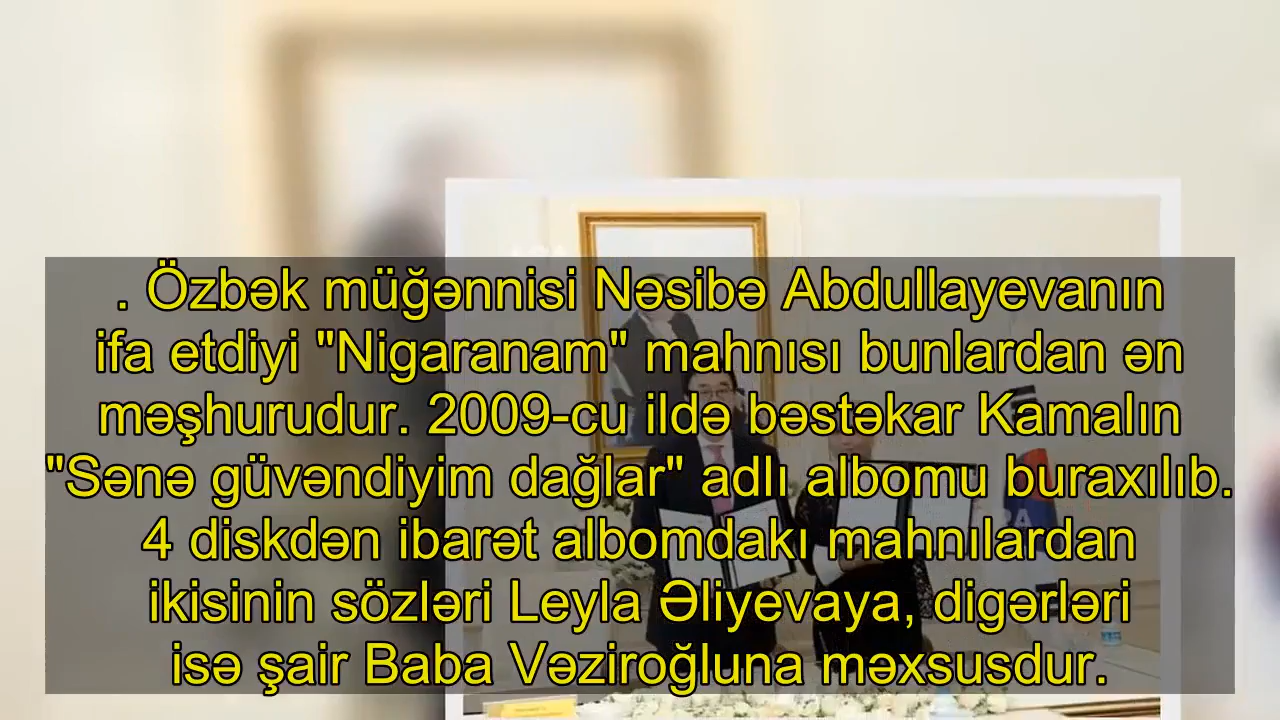 . Özbək müğənnisi Nəsibə Abdullayevanın
ifa etdiyi "Nigaranam" mahnısı bunlardan ən
məşhurudur. 2009-cu ildə bəstəkar Kamalın
"Sənə güvəndiyim dağlar" adlı albomu buraxılıb.
4 diskdən ibarət albomdakı mahnılardan
ikisinin sözləri Leyla Əliyevaya, digərləri
isə şair Baba Vəziroğluna məxsusdur.